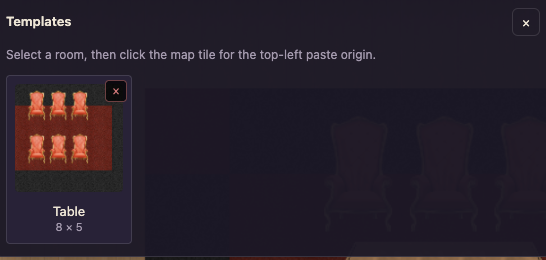 Templates
×
Select a room, then click the map tile for the top-left paste origin.
×
Table
8 × 5